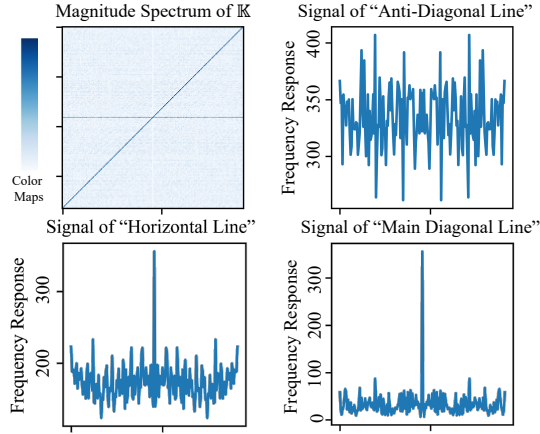 Magnitude Spectrum of 𝕂
Color
Maps
Signal of “Anti-Diagonal Line”
Frequency Response
400
350
300
Signal of “Horizontal Line”
Frequency Response
300
200
Signal of “Main Diagonal Line”
Frequency Response
300
200
100
0